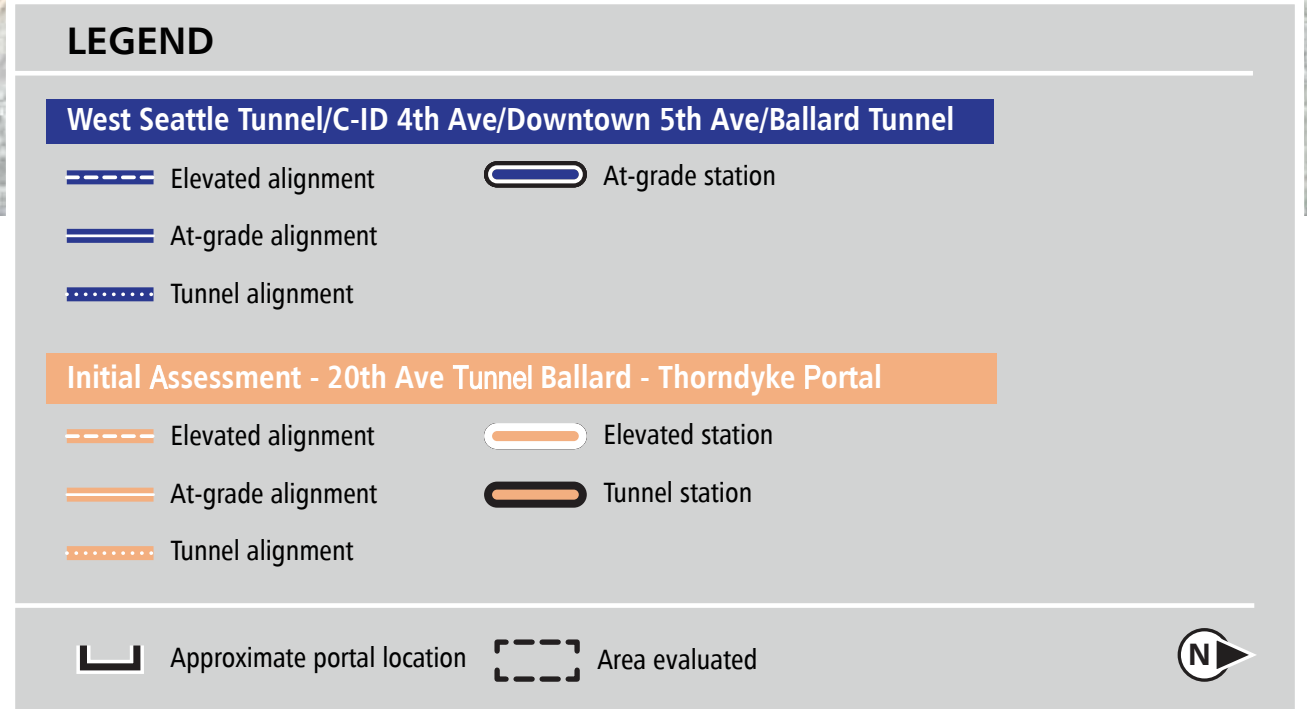 LEGEND
West Seattle Tunnel/C-ID 4th Ave/Downtown 5th Ave/Ballard Tunnel
Elevated alignment
At-grade station
At-grade alignment
Tunnel alignment
Initial Assessment - 20th Ave Tunnel Ballard - Thorndyke Portal
Elevated alignment
Elevated station
At-grade alignment
Tunnel station
Tunnel alignment
Approximate portal location
Area evaluated
N